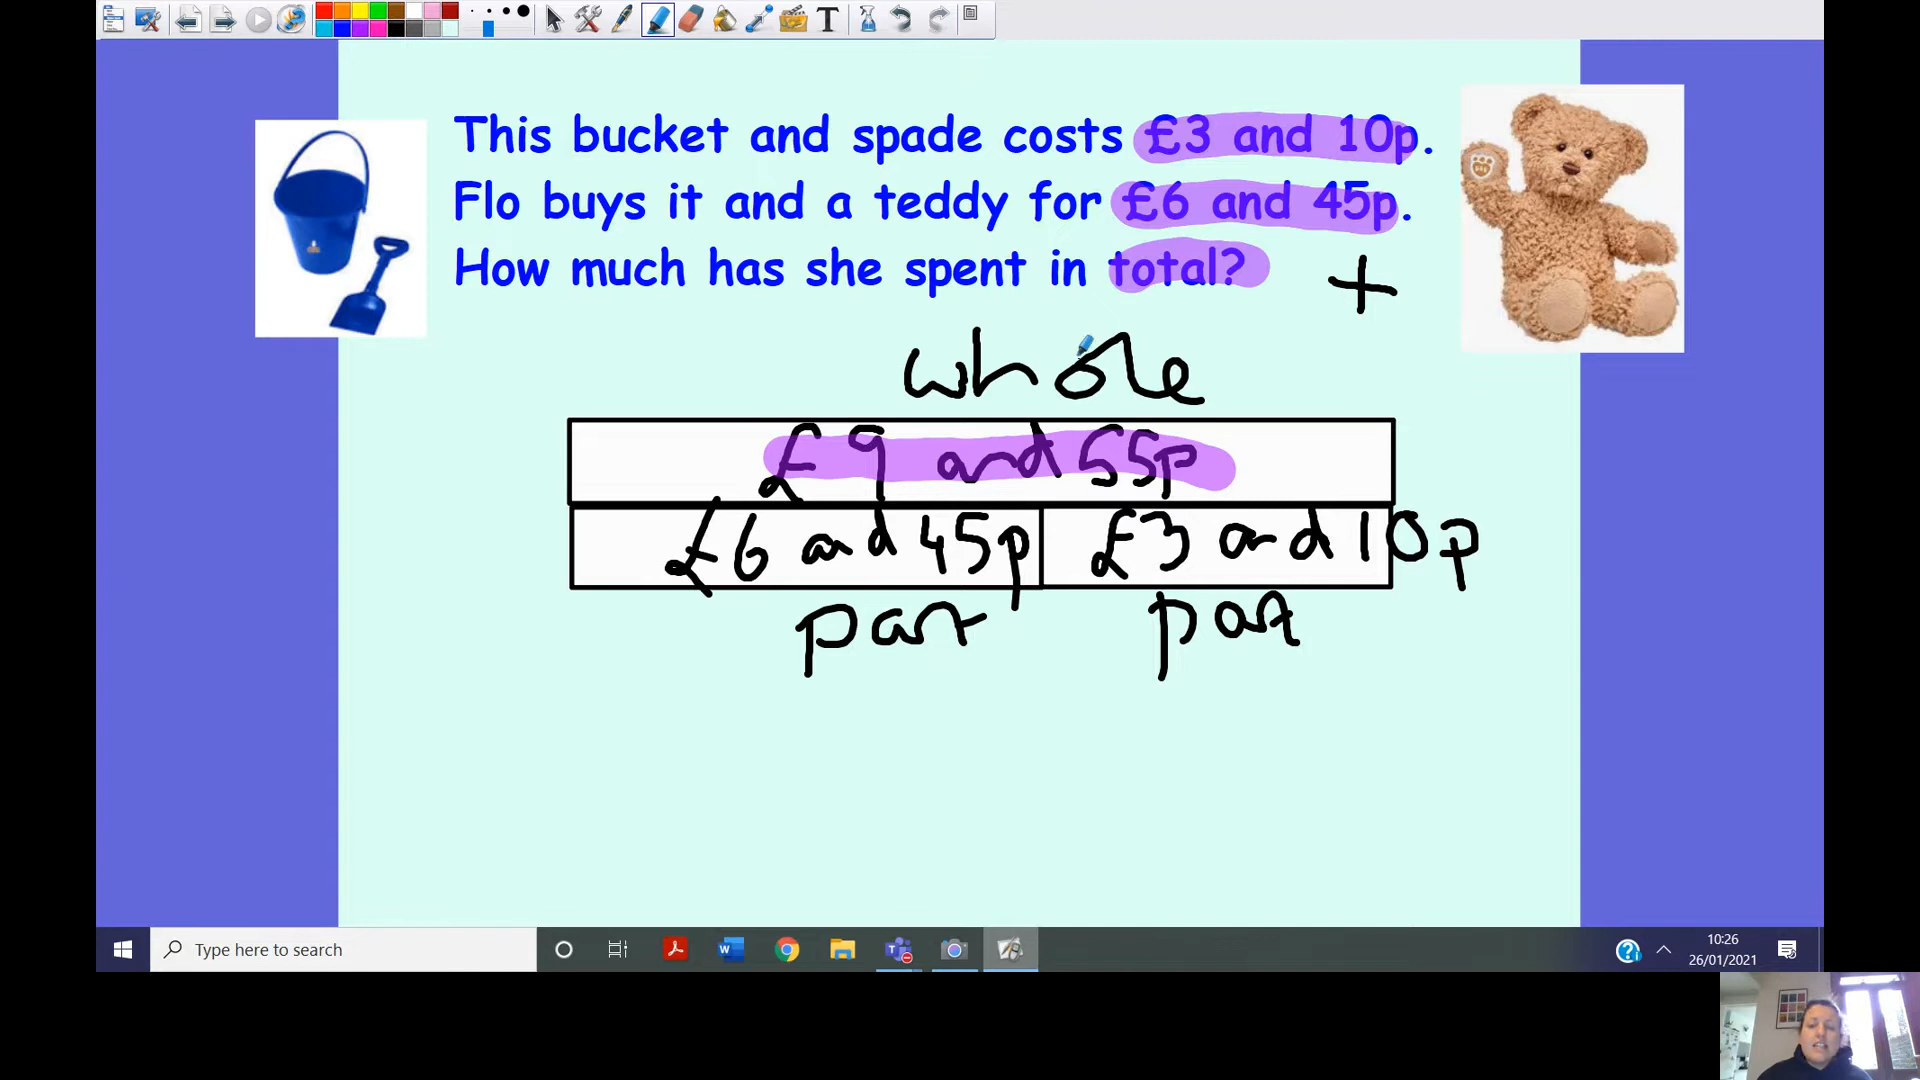 This bucket and spade costs £3 and 10p.
Flo buys it and a teddy for £6 and 45p.
How much has she spent in total?
+
whole
£9 and 55p
£6 and 45p £3 and 10p
part part
Type here to search
10:26
26/01/2021